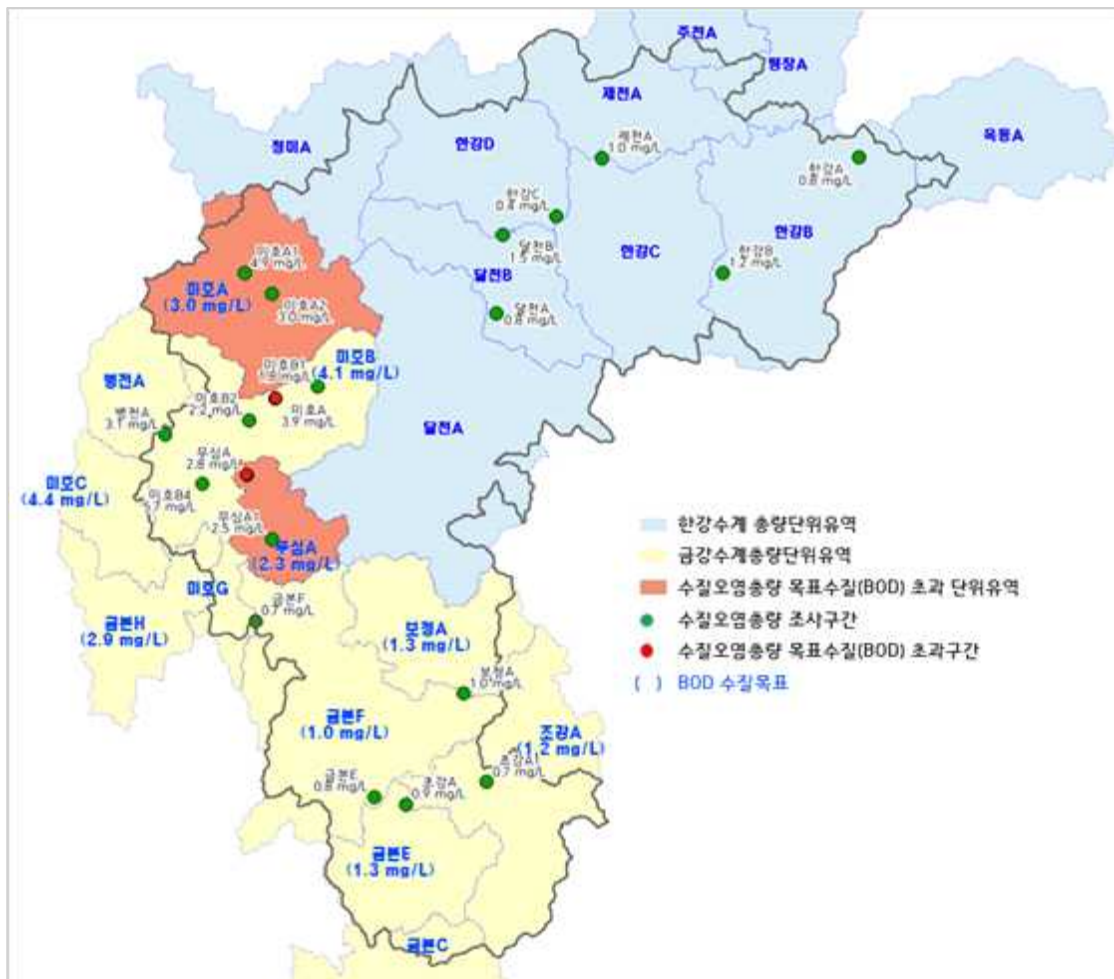 주천A
평창A
제천A
옥동A
청미A
한강D
제천A
1.0 mg/L
한강A
0.8 mg/L
한강C
0.4 mg/L
한강B
달천B
1.5 mg/L
한강C
한강B
1.2 mg/L
달천B
미호A1
4.9 mg/L
미호A
(3.0 mg/L)
미호A2
3.0 mg/L
달천A
0.8 mg/L
미호B1
mg/L
미호B
(4.1 mg/L)
병천A
미호B2
2.2 mg/L
미호A
3.9 mg/L
병천A
3.1 mg/L
달천A
무심A
2.8 mg/L
미호C
(4.4 mg/L)
미호B4
mg/L
무심A1
2.5 mg/L
무심A
(2.3 mg/L)
미호G
금본F
0.7 mg/L
금본H
(2.9 mg/L)
보청A
(1.3 mg/L)
보청A
1.0 mg/L
금본F
(1.0 mg/L)
초강A
(1.2 mg/L)
초강A1
0.7 mg/L
금본E
0.8 mg/L
초강A
0.9 mg/L
금본E
(1.3 mg/L)
금본C
한강수계 총량단위유역
금강수계총량단위유역
수질오염총량 목표수질(BOD) 초과 단위유역
수질오염총량 조사구간
수질오염총량 목표수질(BOD) 초과구간
( ) BOD 수질목표